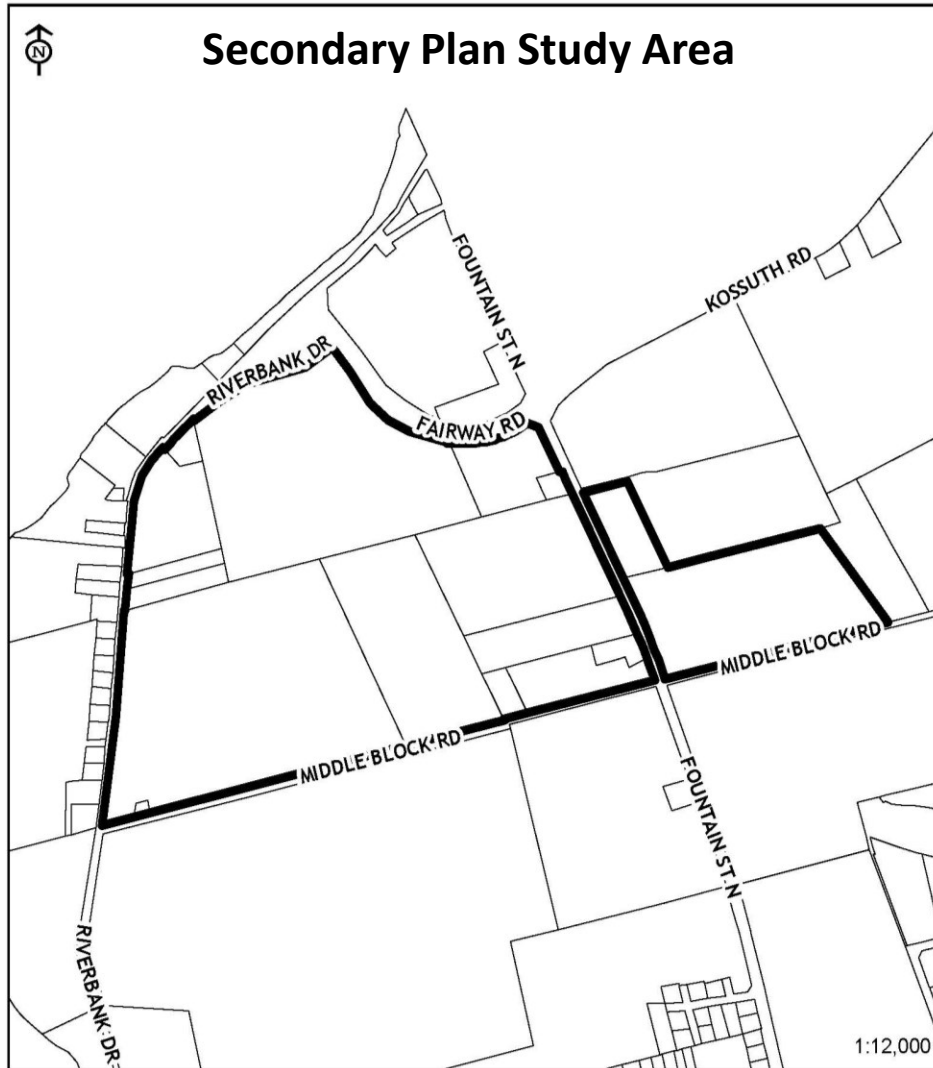 N
Secondary Plan Study Area
FOUNTAIN ST. N
KOSSUTH RD
RIVERBANK DR
FAIRWAY RD
MIDDLE BLOCK RD
MIDDLE BLOCK RD
FOUNTAIN ST. N
RIVERBANK DR
1:12,000